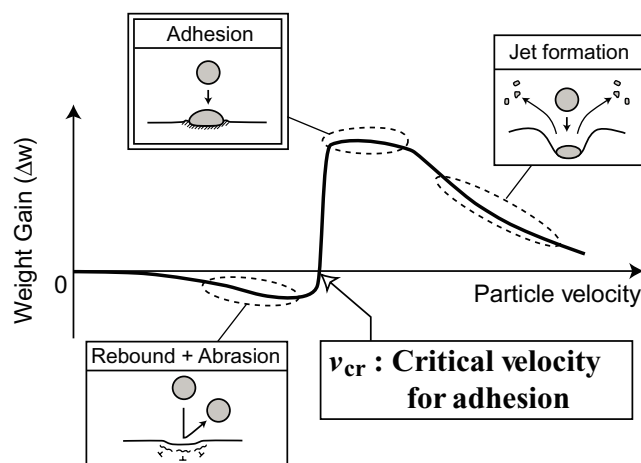 Adhesion
Jet formation
Weight Gain (Δw)
0
Particle velocity
Rebound + Abrasion
v_cr : Critical velocity
for adhesion